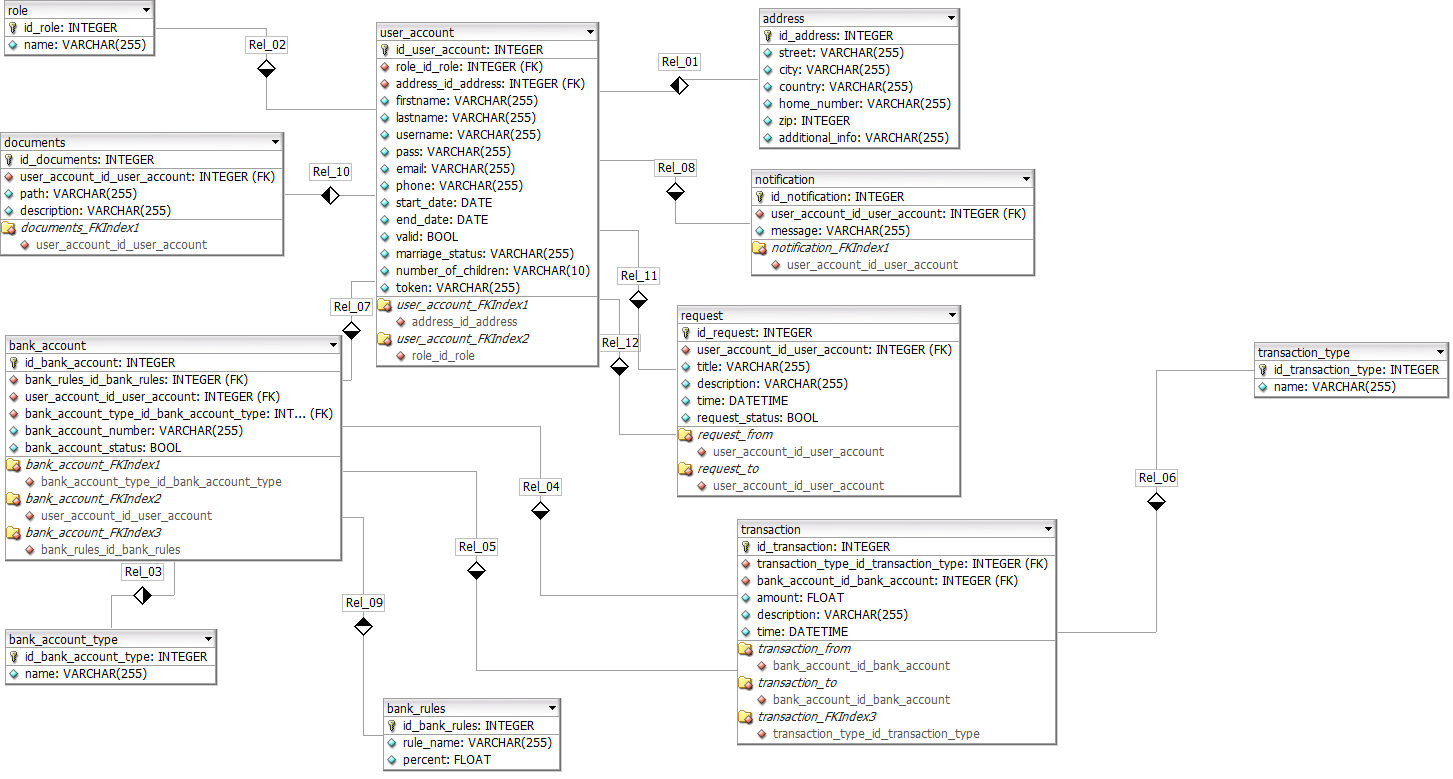 role
id_role: INTEGER
name: VARCHAR(255)
Rel_02
user_account
id_user_account: INTEGER
role_id_role: INTEGER (FK)
address_id_address: INTEGER (FK)
firstname: VARCHAR(255)
lastname: VARCHAR(255)
username: VARCHAR(255)
pass: VARCHAR(255)
email: VARCHAR(255)
phone: VARCHAR(255)
start_date: DATE
end_date: DATE
valid: BOOL
marriage_status: VARCHAR(255)
number_of_children: VARCHAR(10)
token: VARCHAR(255)
user_account_FKIndex1
address_id_address
user_account_FKIndex2
role_id_role
Rel_01
address
id_address: INTEGER
street: VARCHAR(255)
city: VARCHAR(255)
country: VARCHAR(255)
home_number: VARCHAR(255)
zip: INTEGER
additional_info: VARCHAR(255)
documents
id_documents: INTEGER
user_account_id_user_account: INTEGER (FK)
path: VARCHAR(255)
description: VARCHAR(255)
documents_FKIndex1
user_account_id_user_account
Rel_10
Rel_08
notification
id_notification: INTEGER
user_account_id_user_account: INTEGER (FK)
message: VARCHAR(255)
notification_FKIndex1
user_account_id_user_account
Rel_11
Rel_07
Rel_12
request
id_request: INTEGER
user_account_id_user_account: INTEGER (FK)
title: VARCHAR(255)
description: VARCHAR(255)
time: DATETIME
request_status: BOOL
request_from
user_account_id_user_account
request_to
user_account_id_user_account
transaction_type
id_transaction_type: INTEGER
name: VARCHAR(255)
bank_account
id_bank_account: INTEGER
bank_rules_id_bank_rules: INTEGER (FK)
user_account_id_user_account: INTEGER (FK)
bank_account_type_id_bank_account_type: INT... (FK)
bank_account_number: VARCHAR(255)
bank_account_status: BOOL
bank_account_FKIndex1
bank_account_type_id_bank_account_type
bank_account_FKIndex2
user_account_id_user_account
bank_account_FKIndex3
bank_rules_id_bank_rules
Rel_04
Rel_06
Rel_05
Rel_03
Rel_09
transaction
id_transaction: INTEGER
transaction_type_id_transaction_type: INTEGER (FK)
bank_account_id_bank_account: INTEGER (FK)
amount: FLOAT
description: VARCHAR(255)
time: DATETIME
transaction_from
bank_account_id_bank_account
transaction_to
bank_account_id_bank_account
transaction_FKIndex3
transaction_type_id_transaction_type
bank_account_type
id_bank_account_type: INTEGER
name: VARCHAR(255)
bank_rules
id_bank_rules: INTEGER
rule_name: VARCHAR(255)
percent: FLOAT